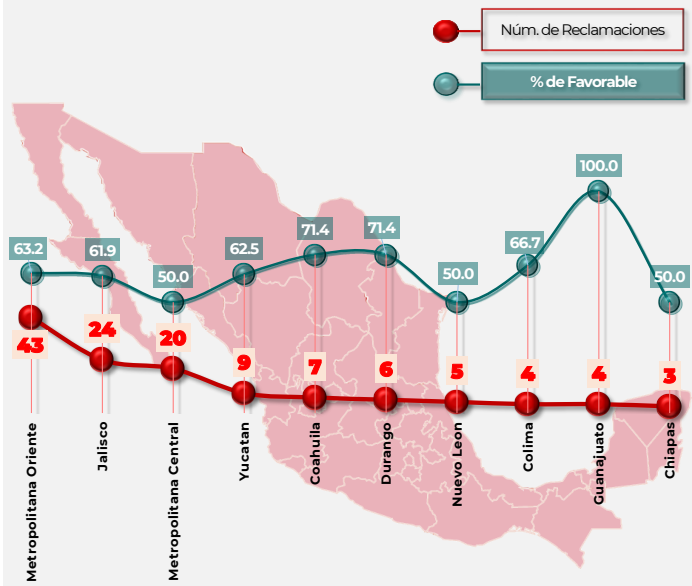 Núm. de Reclamaciones
% de Favorable
100.0
71.4
71.4
63.2
61.9
50.0
62.5
50.0
66.7
50.0
43
24
20
9
7
6
5
4
4
3
Metropolitana Oriente
Jalisco
Metropolitana Central
Yucatan
Coahuila
Durango
Nuevo Leon
Colima
Guanajuato
Chiapas